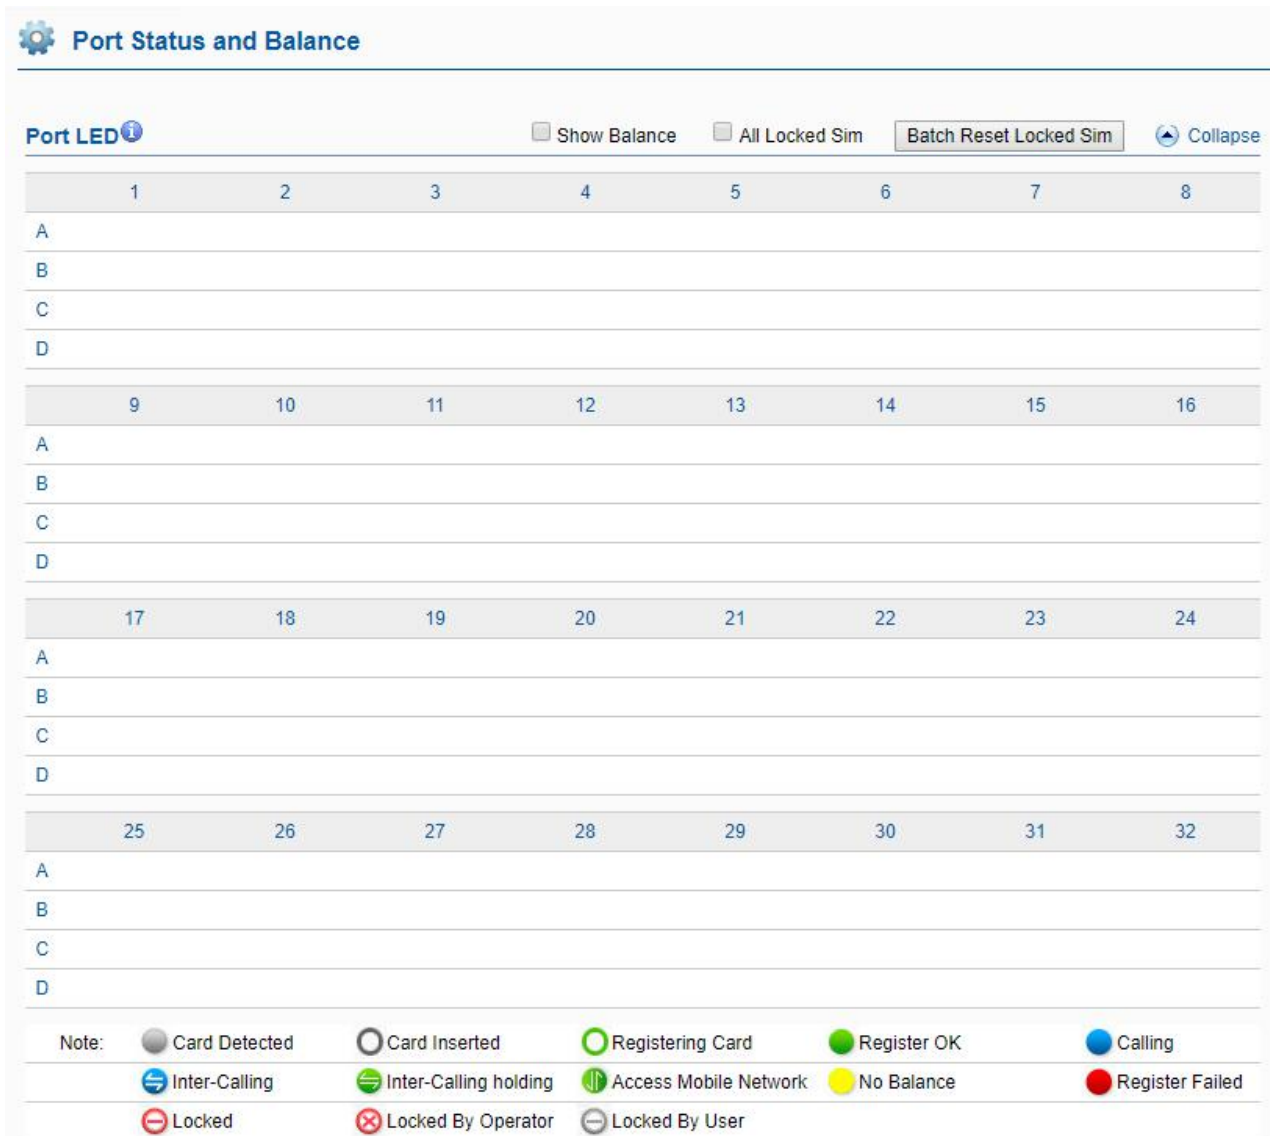 Port Status and Balance
Port LED Show Balance All Locked Sim Batch Reset Locked Sim Collapse
1 2 3 4 5 6 7 8
A
B
C
D
9 10 11 12 13 14 15 16
A
B
C
D
17 18 19 20 21 22 23 24
A
B
C
D
25 26 27 28 29 30 31 32
A
B
C
D
Note: Card Detected Card Inserted Registering Card Register OK Calling
Inter-Calling Inter-Calling holding Access Mobile Network No Balance Register Failed
Locked Locked By Operator Locked By User